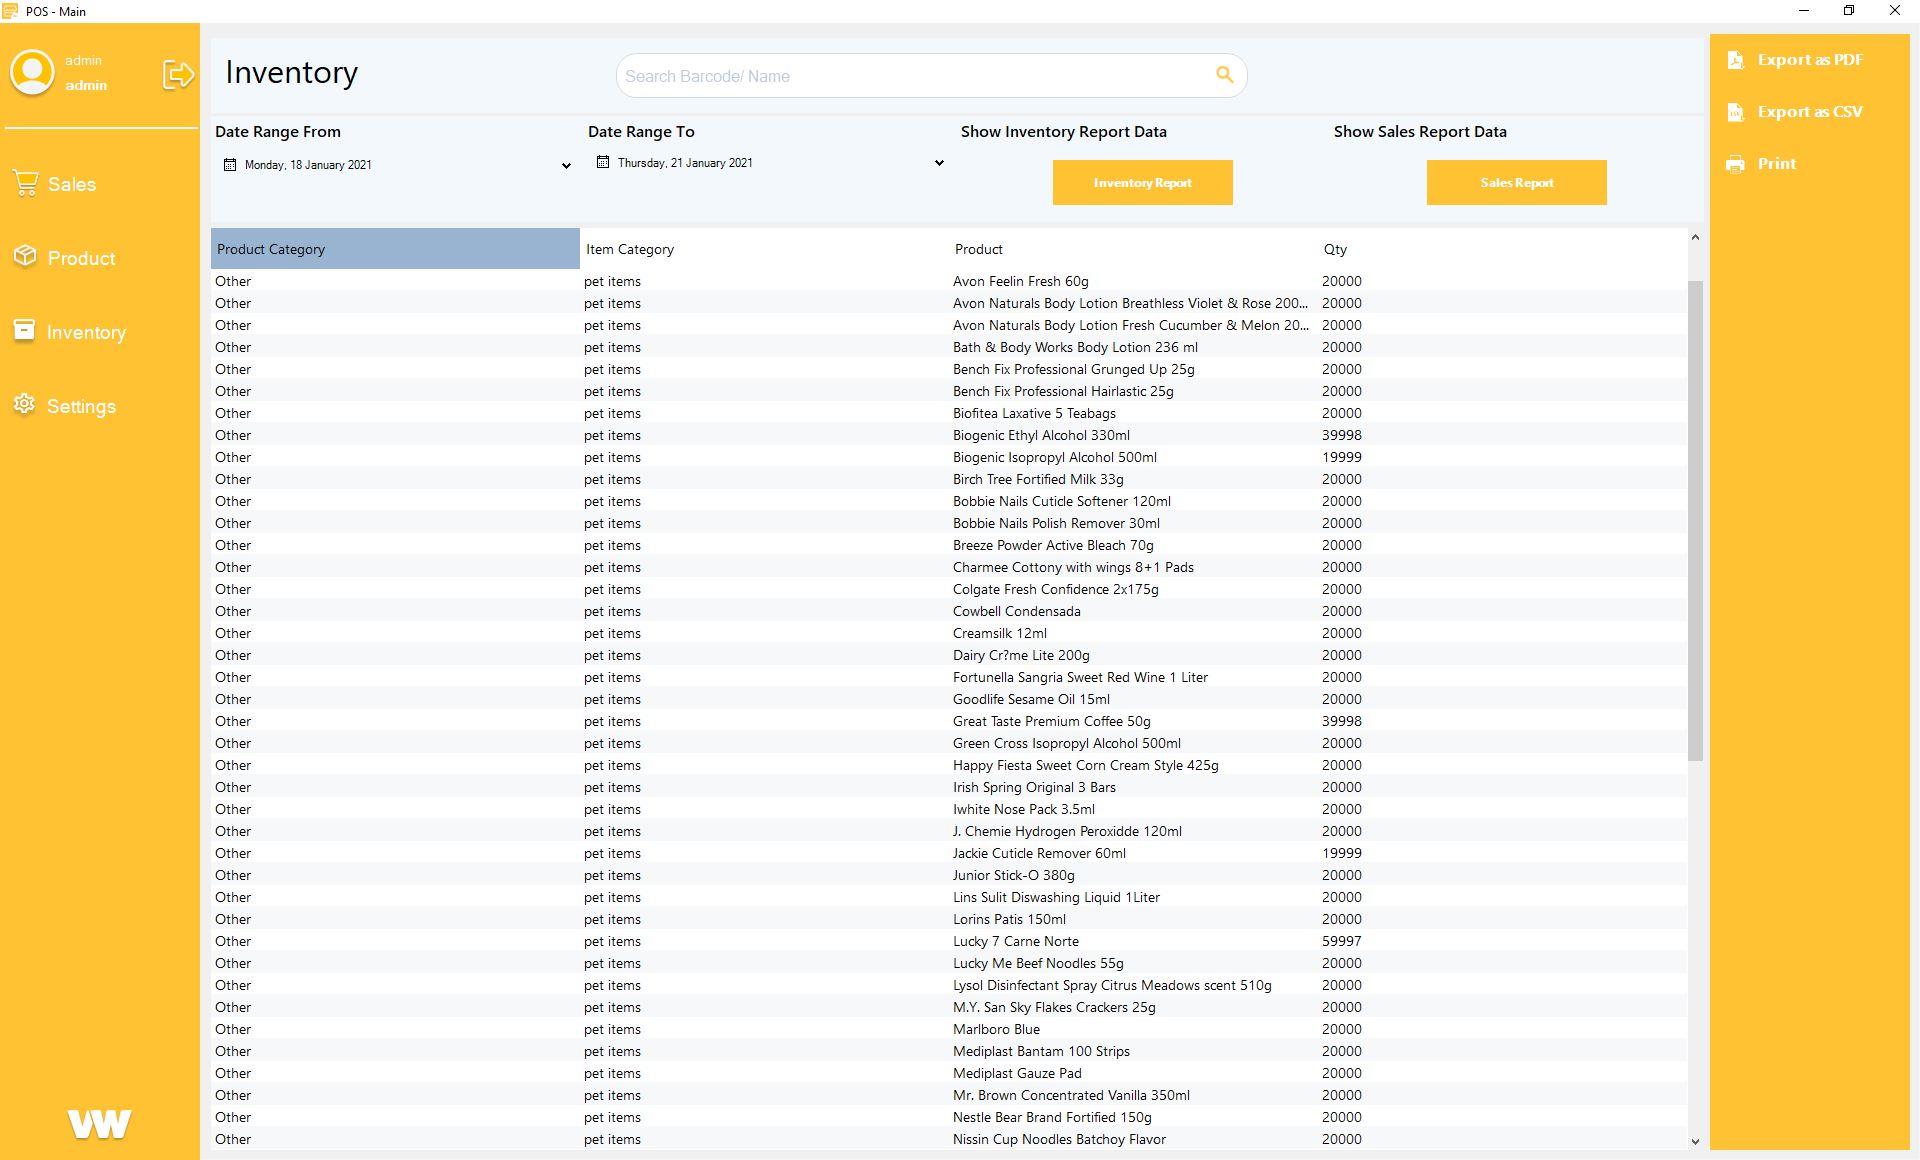 POS - Main
admin
admin
Sales
Product
Inventory
Settings
VW
Inventory
Search Barcode/ Name
Date Range From
Date Range To
Show Inventory Report Data
Show Sales Report Data
Monday, 18 January 2021
Thursday, 21 January 2021
Inventory Report
Sales Report
Export as PDF
Export as CSV
Print
Product Category Item Category Product Qty
Other pet items Avon Feelin Fresh 60g 20000
Other pet items Avon Naturals Body Lotion Breathless Violet & Rose 200... 20000
Other pet items Avon Naturals Body Lotion Fresh Cucumber & Melon 20... 20000
Other pet items Bath & Body Works Body Lotion 236 ml 20000
Other pet items Bench Fix Professional Grunged Up 25g 20000
Other pet items Bench Fix Professional Hairlastic 25g 20000
Other pet items Biofitea Laxative 5 Teabags 20000
Other pet items Biogenic Ethyl Alcohol 330ml 39998
Other pet items Biogenic Isopropyl Alcohol 500ml 19999
Other pet items Birch Tree Fortified Milk 33g 20000
Other pet items Bobbie Nails Cuticle Softener 120ml 20000
Other pet items Bobbie Nails Polish Remover 30ml 20000
Other pet items Breeze Powder Active Bleach 70g 20000
Other pet items Charmee Cottony with wings 8+1 Pads 20000
Other pet items Colgate Fresh Confidence 2x175g 20000
Other pet items Cowbell Condensada 20000
Other pet items Creamsilk 12ml 20000
Other pet items Dairy Cr?me Lite 200g 20000
Other pet items Fortunella Sangria Sweet Red Wine 1 Liter 20000
Other pet items Goodlife Sesame Oil 15ml 20000
Other pet items Great Taste Premium Coffee 50g 39998
Other pet items Green Cross Isopropyl Alcohol 500ml 20000
Other pet items Happy Fiesta Sweet Corn Cream Style 425g 20000
Other pet items Irish Spring Original 3 Bars 20000
Other pet items Iwhite Nose Pack 3.5ml 20000
Other pet items J. Chemie Hydrogen Peroxidde 120ml 20000
Other pet items Jackie Cuticle Remover 60ml 19999
Other pet items Junior Stick-O 380g 20000
Other pet items Lins Sulit Diswashing Liquid 1Liter 20000
Other pet items Lorins Patis 150ml 20000
Other pet items Lucky 7 Carne Norte 59997
Other pet items Lucky Me Beef Noodles 55g 20000
Other pet items Lysol Disinfectant Spray Citrus Meadows scent 510g 20000
Other pet items M.Y. San Sky Flakes Crackers 25g 20000
Other pet items Marlboro Blue 20000
Other pet items Mediplast Bantam 100 Strips 20000
Other pet items Mediplast Gauze Pad 20000
Other pet items Mr. Brown Concentrated Vanilla 350ml 20000
Other pet items Nestle Bear Brand Fortified 150g 20000
Other pet items Nissin Cup Noodles Batchoy Flavor 20000